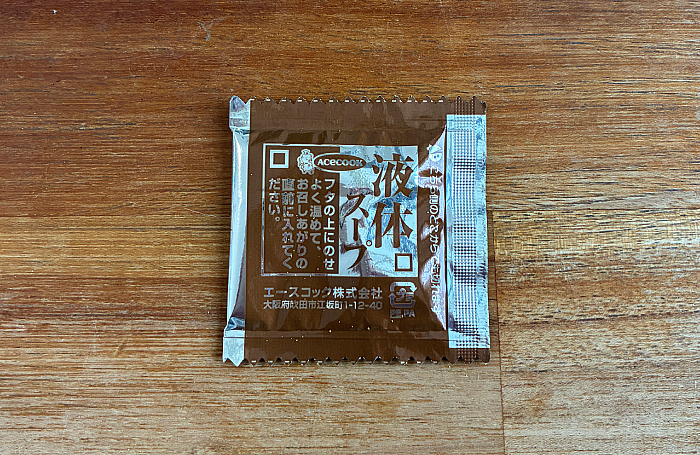 ACECOOK
液体
スープ
フタの上にのせ
よく温めて、
お召しあがりの
直前に入れてく
ださい。
エースコック株式会社
大阪府吹田市江坂町1-12-40
プラ
PA